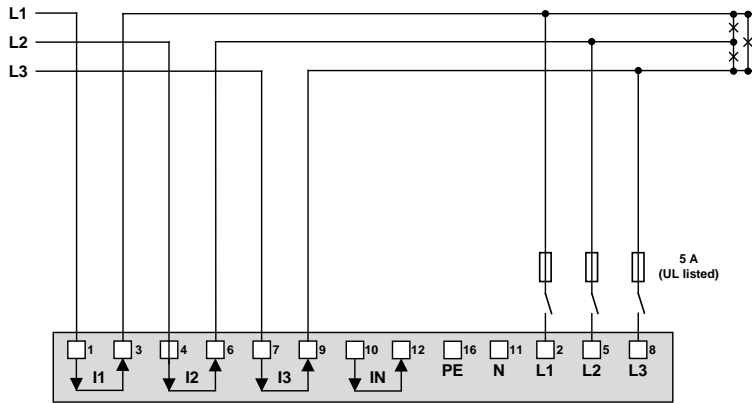 L1
L2
L3
5 A
(UL listed)
1 3 4 6 7 9 10 12 16 11 2 5 8
I1 I2 I3 IN PE N L1 L2 L3